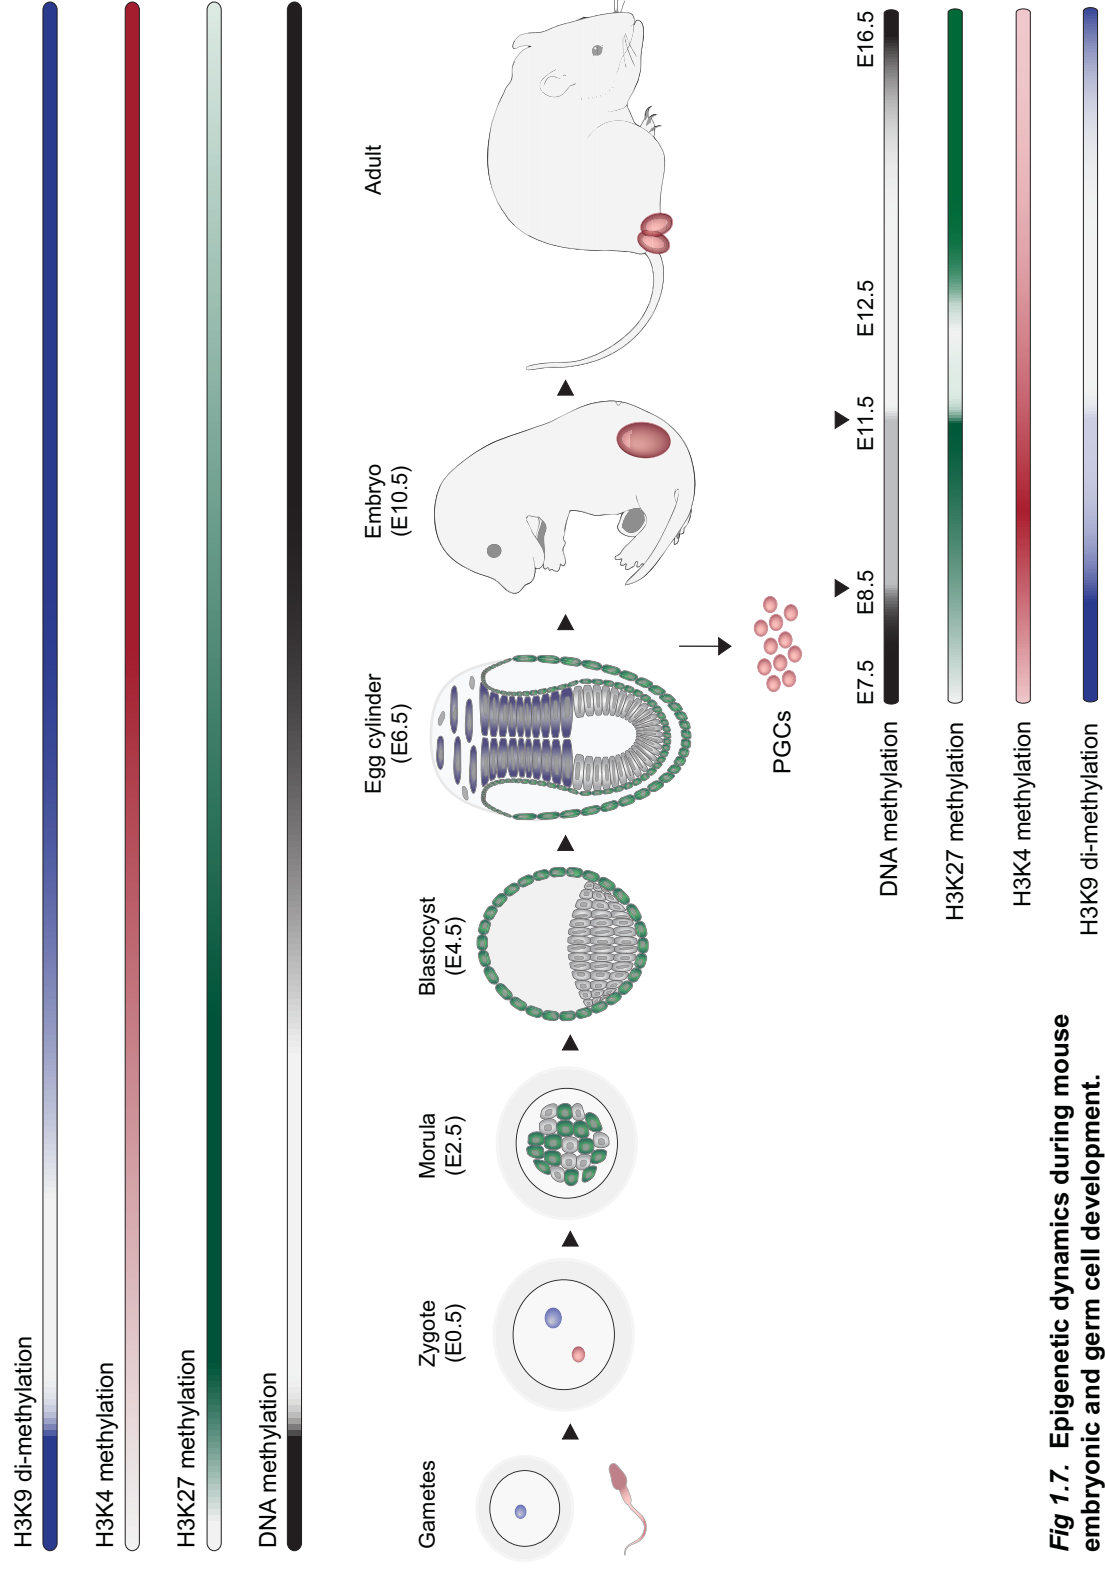 H3K9 di-methylation
H3K4 methylation
H3K27 methylation
DNA methylation
Gametes
Zygote
(E0.5)
Morula
(E2.5)
Blastocyst
(E4.5)
Egg cylinder
(E6.5)
Embryo
(E10.5)
Adult
PGCs
E7.5
E8.5
E11.5
E12.5
E16.5
DNA methylation
H3K27 methylation
H3K4 methylation
H3K9 di-methylation
Fig 1.7. Epigenetic dynamics during mouse
embryonic and germ cell development.